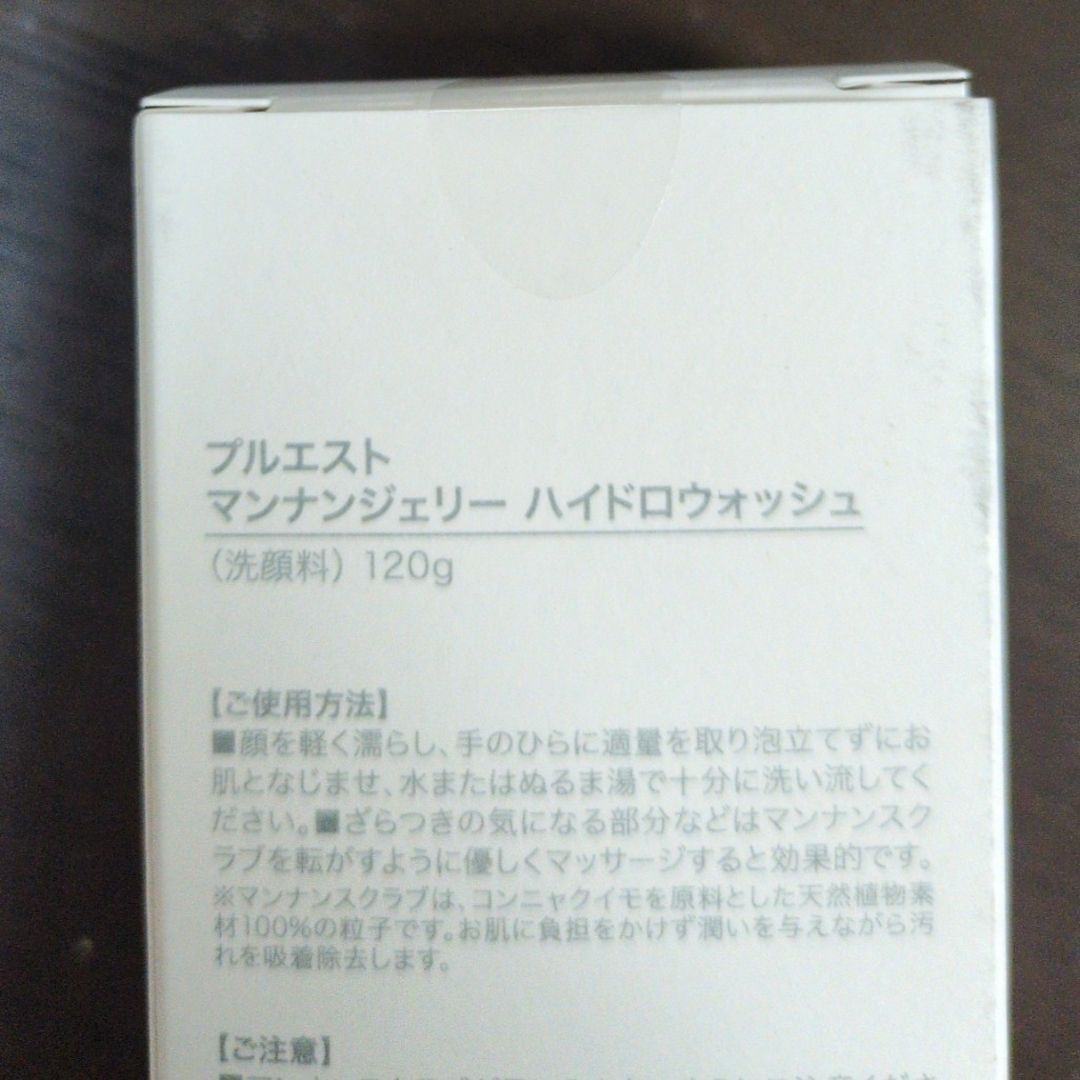 プルエスト
マンナンジェリー ハイドロウォッシュ
(洗顔料) 120g
【ご使用方法】
■顔を軽く濡らし、手のひらに適量を取り泡立てずにお
肌となじませ、水またはぬるま湯で十分に洗い流してく
ださい。■ざらつきの気になる部分などはマンナンスク
ラブを転がすように優しくマッサージすると効果的です。
※マンナンスクラブは、コンニャクイモを原料とした天然植物素
材100%の粒子です。お肌に負担をかけず潤いを与えながら汚
れを吸着除去します。
【ご注意】